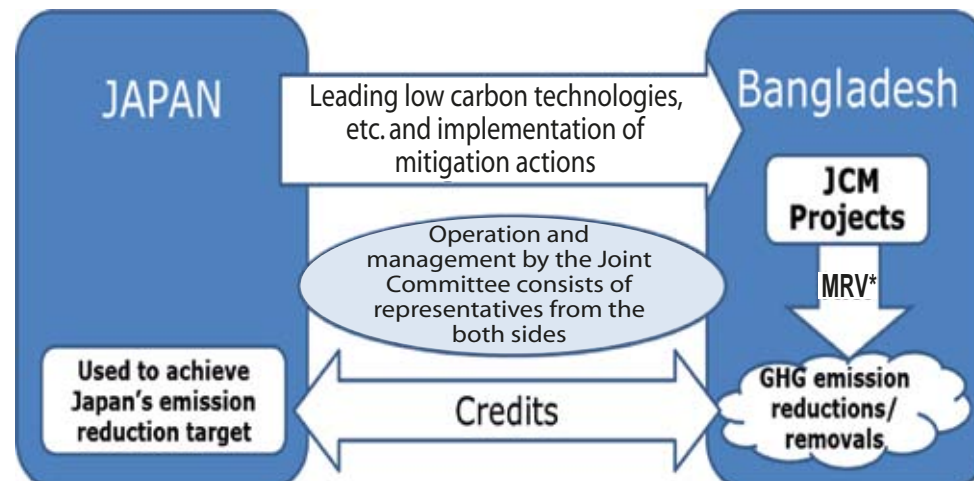 JAPAN
Leading low carbon technologies,
etc. and implementation of
mitigation actions
Bangladesh
JCM
Projects
MRV*
Operation and
management by the Joint
Committee consists of
representatives from the
both sides
Used to achieve
Japan's emission
reduction target
Credits
GHG emission
reductions/
removals